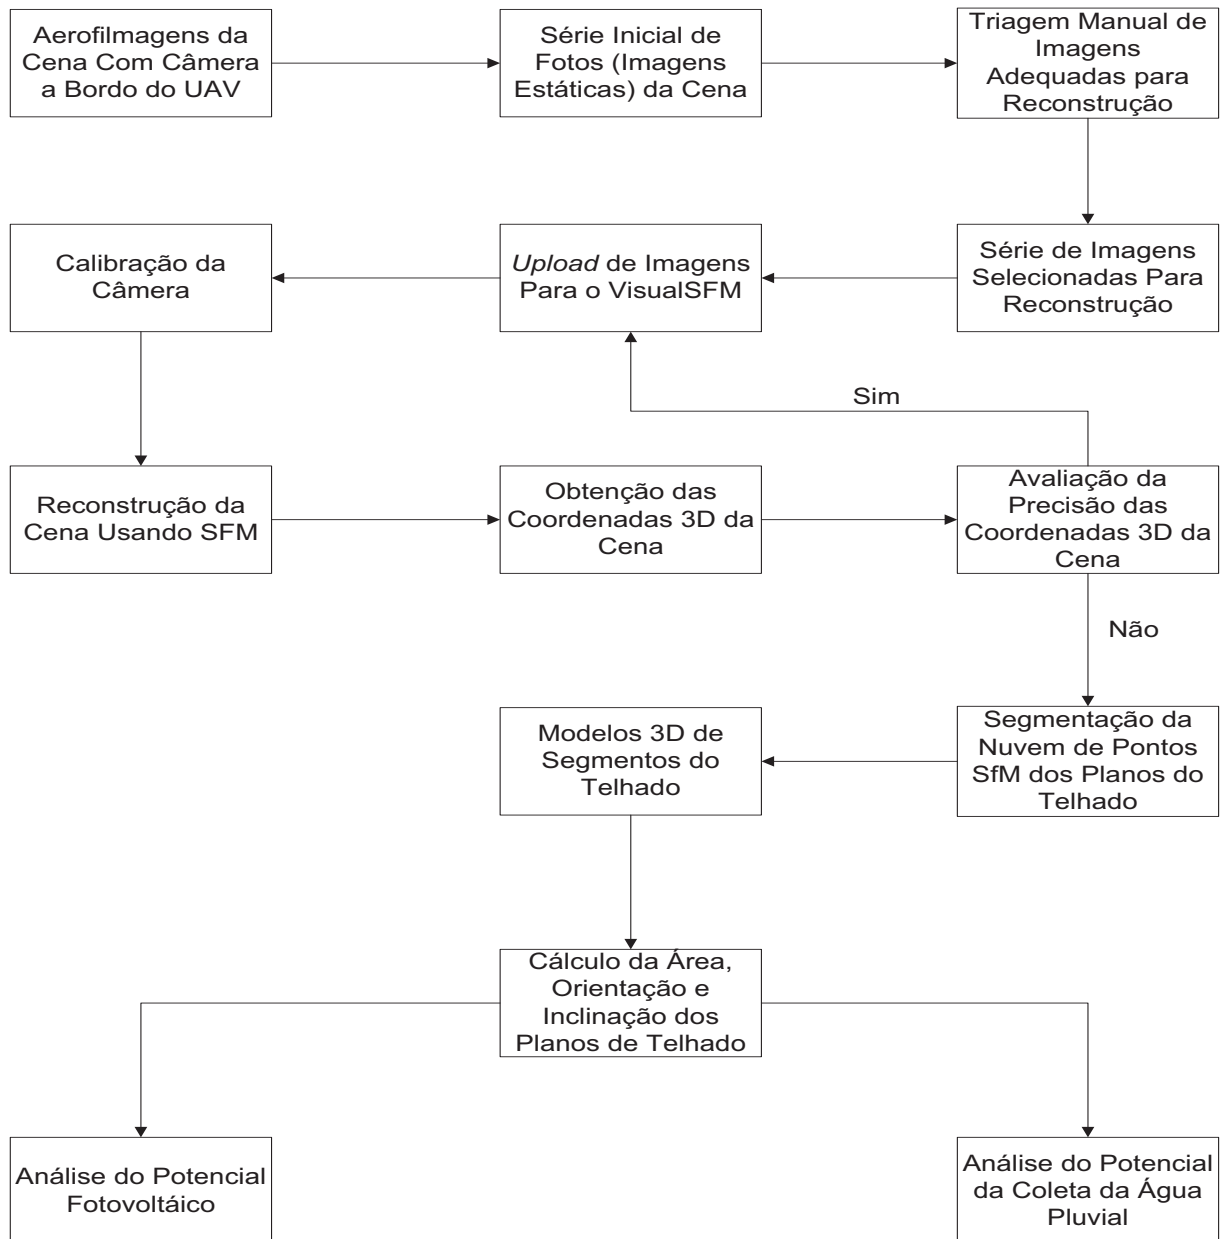 Aerofilmagens da
Cena Com Câmera
a Bordo do UAV
Série Inicial de
Fotos (Imagens
Estáticas) da Cena
Triagem Manual de
Imagens
Adequadas para
Reconstrução
Calibração da
Câmera
Upload de Imagens
Para o VisualSFM
Série de Imagens
Selecionadas Para
Reconstrução
Sim
Reconstrução da
Cena Usando SFM
Obtenção das
Coordenadas 3D da
Cena
Avaliação da
Precisão das
Coordenadas 3D da
Cena
Não
Modelos 3D de
Segmentos do
Telhado
Segmentação da
Nuvem de Pontos
SfM dos Planos do
Telhado
Cálculo da Área,
Orientação e
Inclinação dos
Planos de Telhado
Análise do Potencial
Fotovoltáico
Análise do Potencial
da Coleta da Água
Pluvial